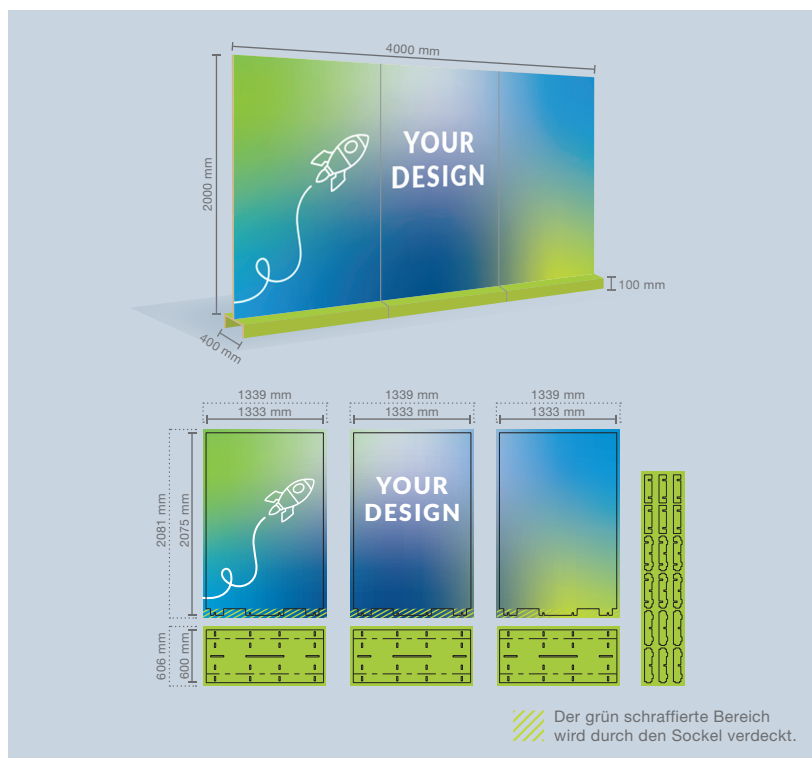 4000 mm
2000 mm
YOUR
DESIGN
100 mm
400 mm
1339 mm
1333 mm
1339 mm
1333 mm
1339 mm
1333 mm
2081 mm
2075 mm
YOUR
DESIGN
606 mm
600 mm
Der grün schraffierte Bereich
wird durch den Sockel verdeckt.